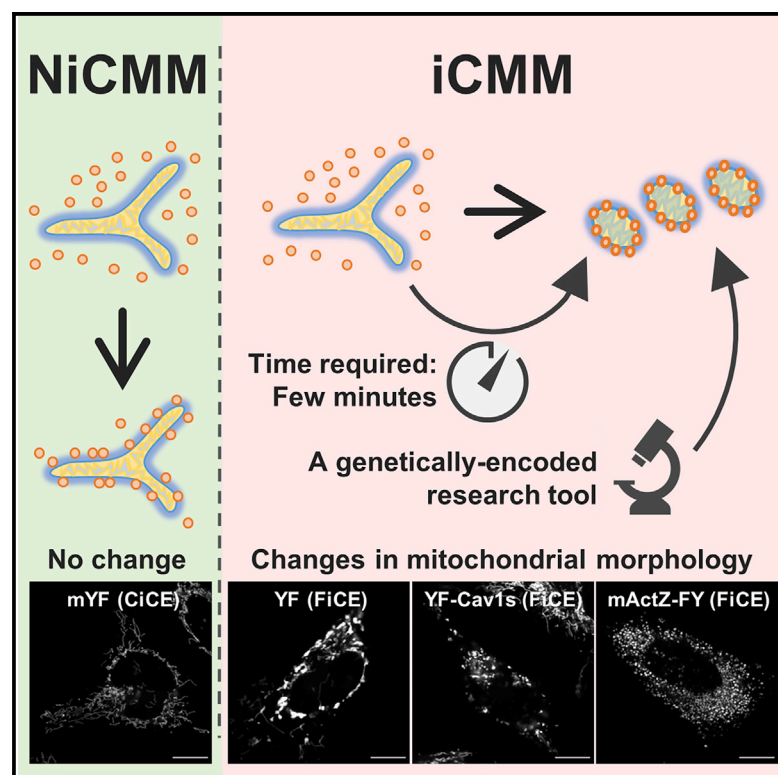 NiCMM
iCMM
Time required:
Few minutes
A genetically-encoded
research tool
No change
Changes in mitochondrial morphology
mYF (CiCE)
YF (FiCE)
YF-Cav1s (FiCE)
mActZ-FY (FiCE)